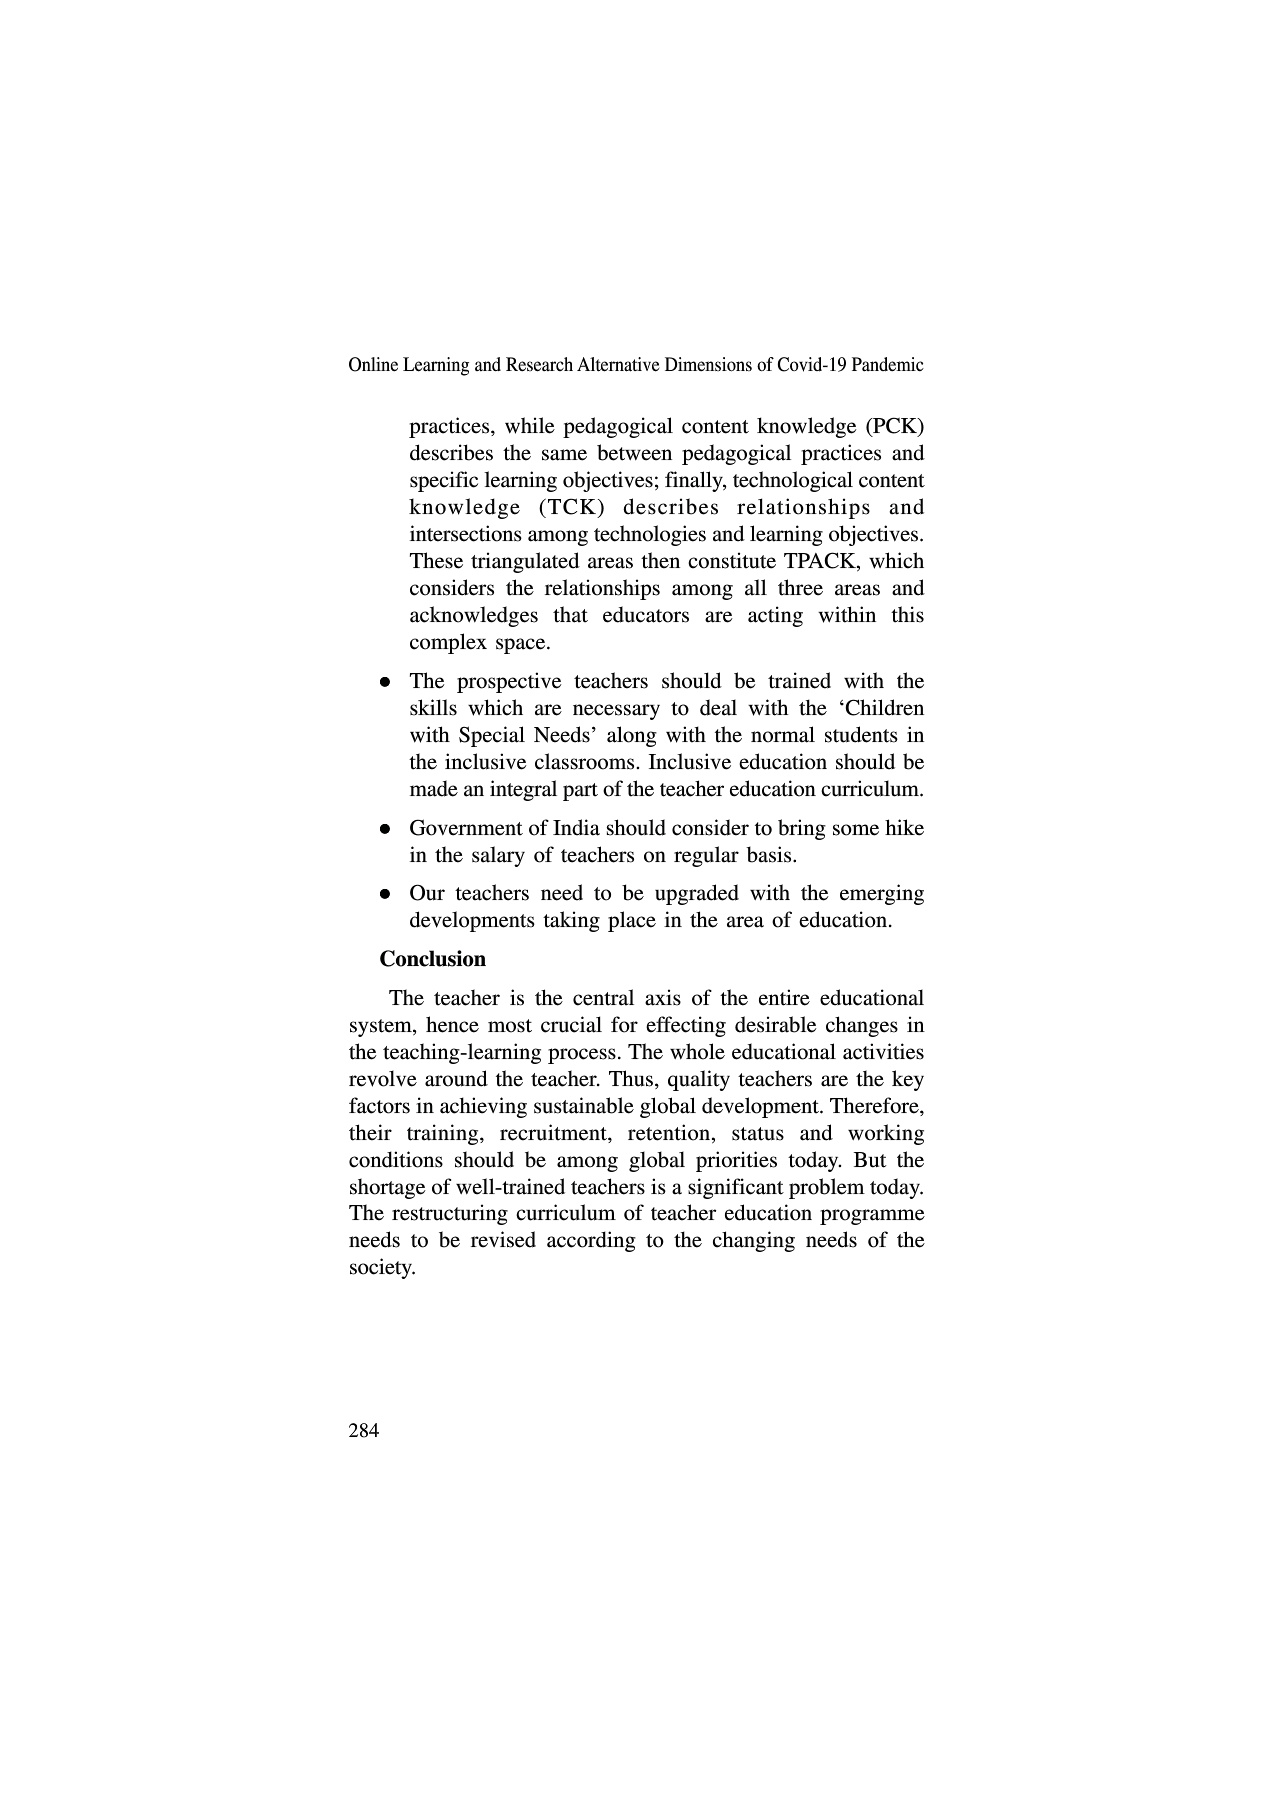 Online Learning and Research Alternative Dimensions of Covid-19 Pandemic
practices, while pedagogical content knowledge (PCK)
describes the same between pedagogical practices and
specific learning objectives; finally, technological content
knowledge (TCK) describes relationships and
intersections among technologies and learning objectives.
These triangulated areas then constitute TPACK, which
considers the relationships among all three areas and
acknowledges that educators are acting within this
complex space.
● The prospective teachers should be trained with the
skills which are necessary to deal with the ‘Children
with Special Needs’ along with the normal students in
the inclusive classrooms. Inclusive education should be
made an integral part of the teacher education curriculum.
● Government of India should consider to bring some hike
in the salary of teachers on regular basis.
● Our teachers need to be upgraded with the emerging
developments taking place in the area of education.
Conclusion
The teacher is the central axis of the entire educational
system, hence most crucial for effecting desirable changes in
the teaching-learning process. The whole educational activities
revolve around the teacher. Thus, quality teachers are the key
factors in achieving sustainable global development. Therefore,
their training, recruitment, retention, status and working
conditions should be among global priorities today. But the
shortage of well-trained teachers is a significant problem today.
The restructuring curriculum of teacher education programme
needs to be revised according to the changing needs of the
society.
284